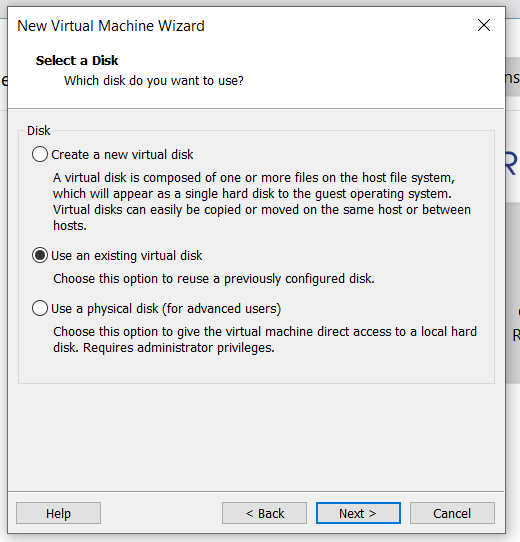 New Virtual Machine Wizard
Select a Disk
Which disk do you want to use?
Disk
Create a new virtual disk
A virtual disk is composed of one or more files on the host file system,
which will appear as a single hard disk to the guest operating system.
Virtual disks can easily be copied or moved on the same host or between
hosts.
Use an existing virtual disk
Choose this option to reuse a previously configured disk.
Use a physical disk (for advanced users)
Choose this option to give the virtual machine direct access to a local hard
disk. Requires administrator privileges.
Help
< Back
Next >
Cancel